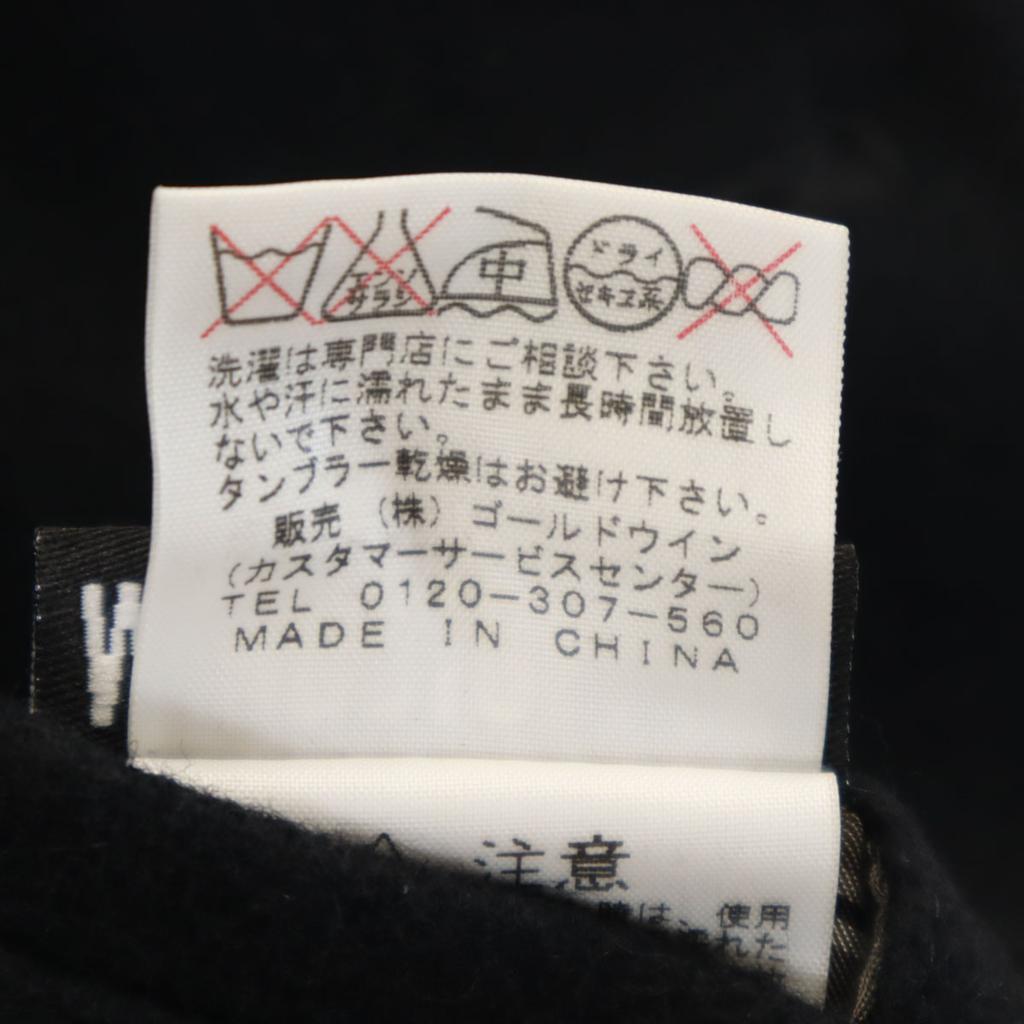 エンソ
サラシ
中
ドライ
セキユ系
洗濯は専門店にご相談下さい。
水や汗に濡れたまま長時間放置し
ないで下さい。
タンブラー乾燥はお避け下さい。
販売 (株) ゴールドウイン
(カスタマーサービスセンター)
TEL 0120-307-560
MADE IN CHINA
注意
時は、使用